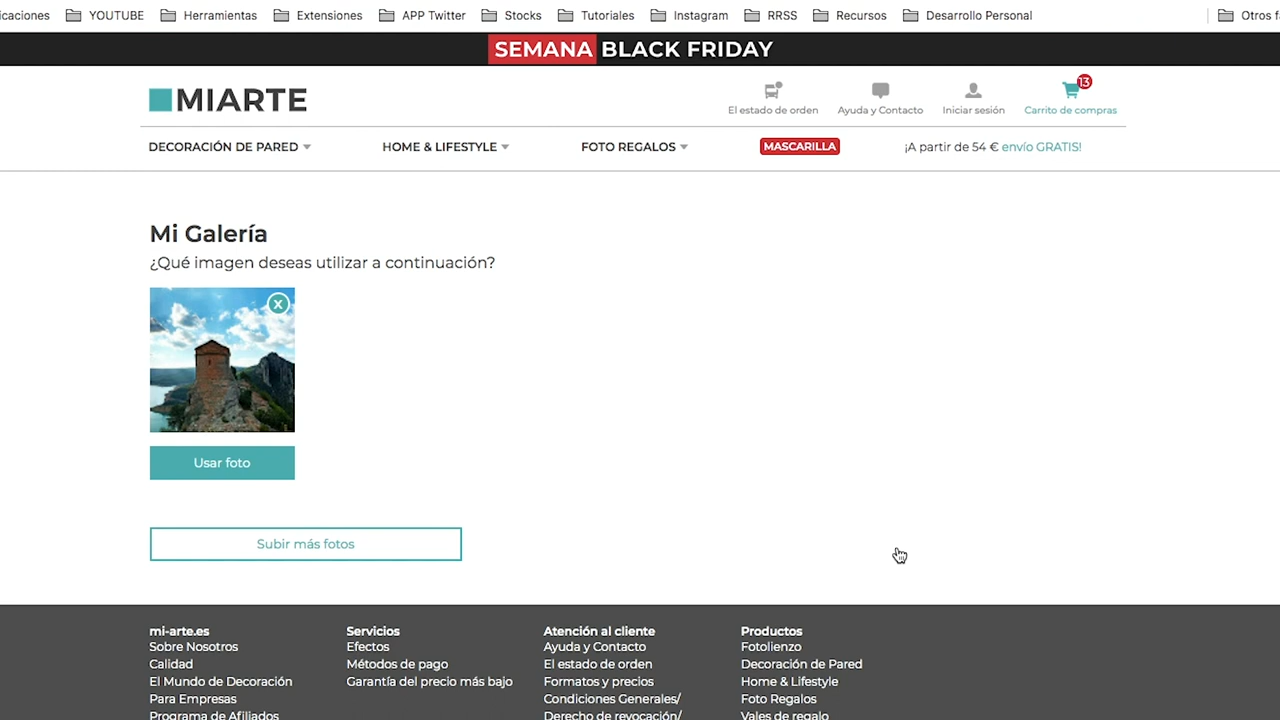 icaciones YOUTUBE Herramientas Extensiones APP Twitter Stocks Tutoriales Instagram RRSS Recursos Desarrollo Personal Otros f
SEMANA BLACK FRIDAY
MIARTE
13
El estado de orden Ayuda y Contacto Iniciar sesión Carrito de compras
DECORACIÓN DE PARED HOME & LIFESTYLE FOTO REGALOS MASCARILLA ¡A partir de 54 € envío GRATIS!
Mi Galería
¿Qué imagen deseas utilizar a continuación?
X
Usar foto
Subir más fotos
mi-arte.es Servicios Atención al cliente Productos
Sobre Nosotros Efectos Ayuda y Contacto Fotolienzo
Calidad Métodos de pago El estado de orden Decoración de Pared
El Mundo de Decoración Garantía del precio más bajo Formatos y precios Home & Lifestyle
Para Empresas Condiciones Generales/ Foto Regalos
Programa de Afiliados Derecho de revocación/ Vales de regalo